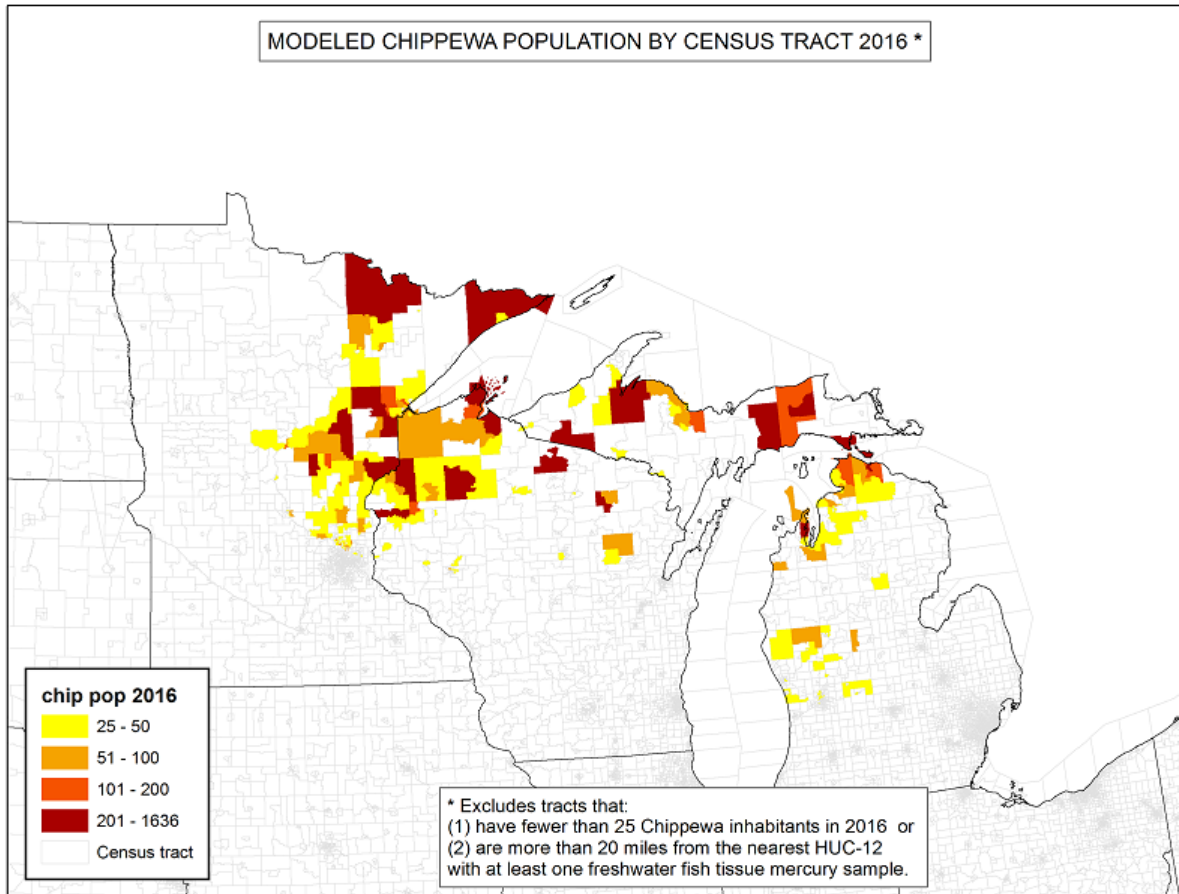 MODELED CHIPPEWA POPULATION BY CENSUS TRACT 2016 *
chip pop 2016
25 - 50
51 - 100
101 - 200
201 - 1636
Census tract
* Excludes tracts that:
(1) have fewer than 25 Chippewa inhabitants in 2016 or
(2) are more than 20 miles from the nearest HUC-12
with at least one freshwater fish tissue mercury sample.